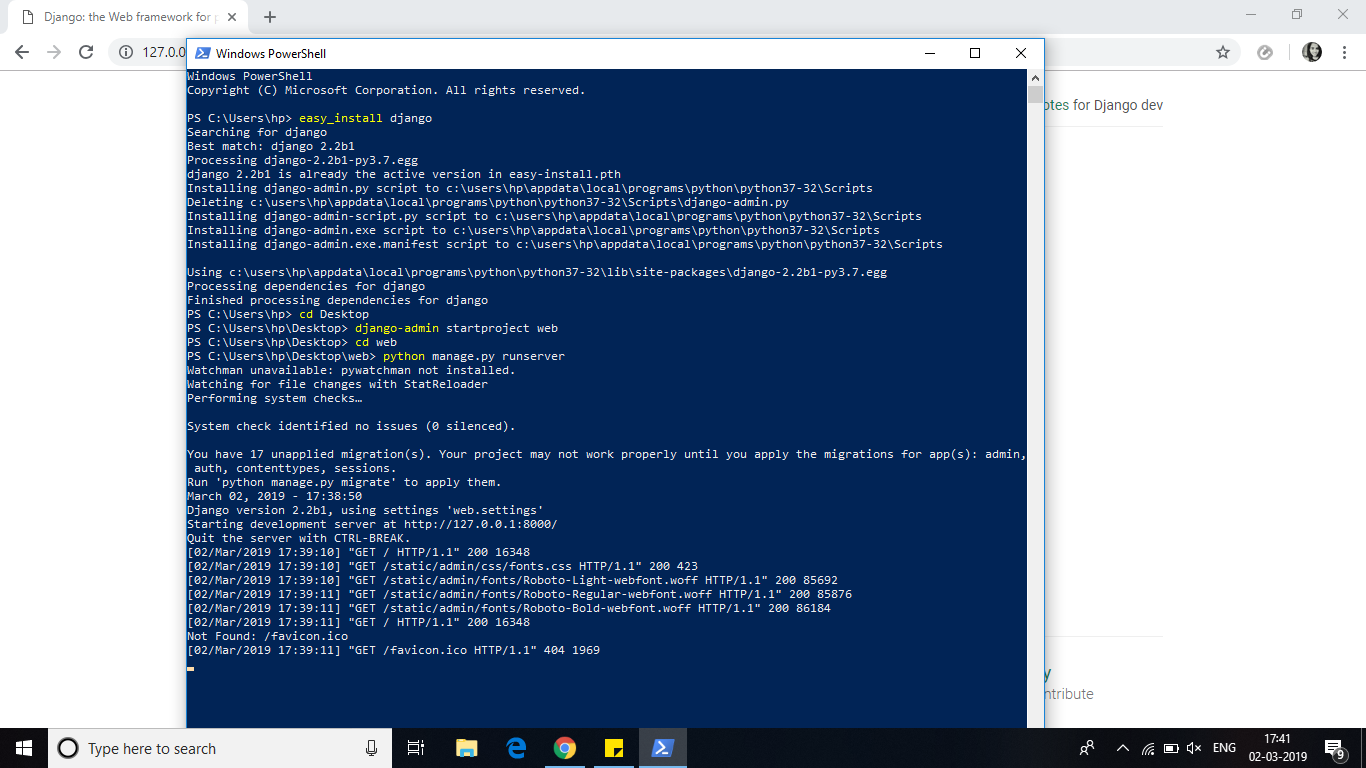 Django: the Web framework for p
127.0.0
otes for Django dev
Windows PowerShell
Windows PowerShell
Copyright (C) Microsoft Corporation. All rights reserved.
PS C:\Users\hp> easy_install django
Searching for django
Best match: django 2.2b1
Processing django-2.2b1-py3.7.egg
django 2.2b1 is already the active version in easy-install.pth
Installing django-admin.py script to c:\users\hp\appdata\local\programs\python\python37-32\Scripts
Deleting c:\users\hp\appdata\local\programs\python\python37-32\Scripts\django-admin.py
Installing django-admin-script.py script to c:\users\hp\appdata\local\programs\python\python37-32\Scripts
Installing django-admin.exe script to c:\users\hp\appdata\local\programs\python\python37-32\Scripts
Installing django-admin.exe.manifest script to c:\users\hp\appdata\local\programs\python\python37-32\Scripts
Using c:\users\hp\appdata\local\programs\python\python37-32\lib\site-packages\django-2.2b1-py3.7.egg
Processing dependencies for django
Finished processing dependencies for django
PS C:\Users\hp> cd Desktop
PS C:\Users\hp\Desktop> django-admin startproject web
PS C:\Users\hp\Desktop> cd web
PS C:\Users\hp\Desktop\web> python manage.py runserver
Watchman unavailable: pywatchman not installed.
Watching for file changes with StatReloader
Performing system checks…
System check identified no issues (0 silenced).
You have 17 unapplied migration(s). Your project may not work properly until you apply the migrations for app(s): admin,
auth, contenttypes, sessions.
Run 'python manage.py migrate' to apply them.
March 02, 2019 - 17:38:50
Django version 2.2b1, using settings 'web.settings'
Starting development server at http://127.0.0.1:8000/
Quit the server with CTRL-BREAK.
[02/Mar/2019 17:39:10] "GET / HTTP/1.1" 200 16348
[02/Mar/2019 17:39:10] "GET /static/admin/css/fonts.css HTTP/1.1" 200 423
[02/Mar/2019 17:39:10] "GET /static/admin/fonts/Roboto-Light-webfont.woff HTTP/1.1" 200 85692
[02/Mar/2019 17:39:11] "GET /static/admin/fonts/Roboto-Regular-webfont.woff HTTP/1.1" 200 85876
[02/Mar/2019 17:39:11] "GET /static/admin/fonts/Roboto-Bold-webfont.woff HTTP/1.1" 200 86184
[02/Mar/2019 17:39:11] "GET / HTTP/1.1" 200 16348
Not Found: /favicon.ico
[02/Mar/2019 17:39:11] "GET /favicon.ico HTTP/1.1" 404 1969
y
ntribute
Type here to search
ENG
17:41
02-03-2019
9